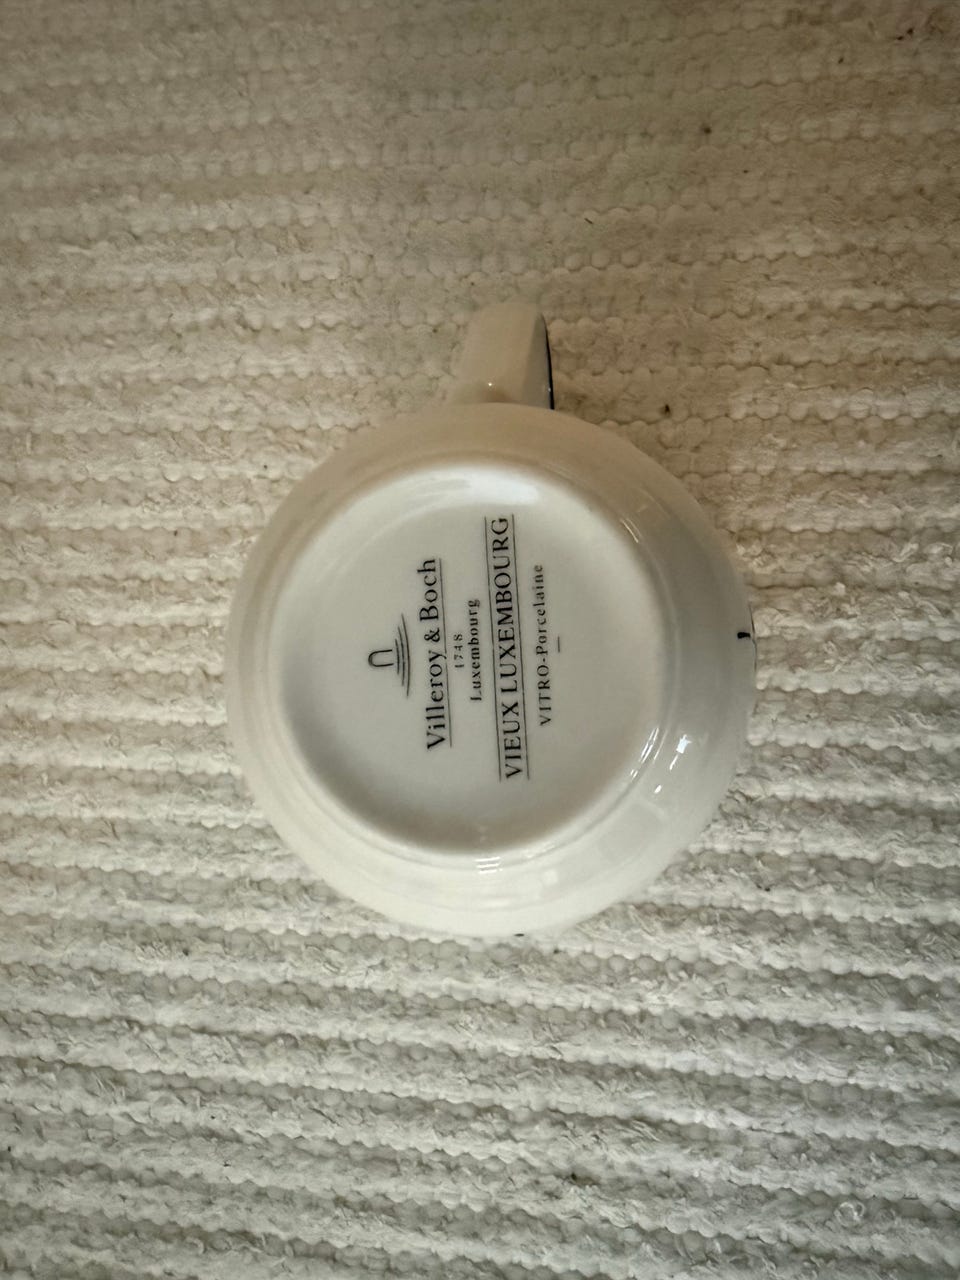 Villeroy & Boch
1748
Luxembourg
VIEUX LUXEMBOURG
VITRO-Porcelaine